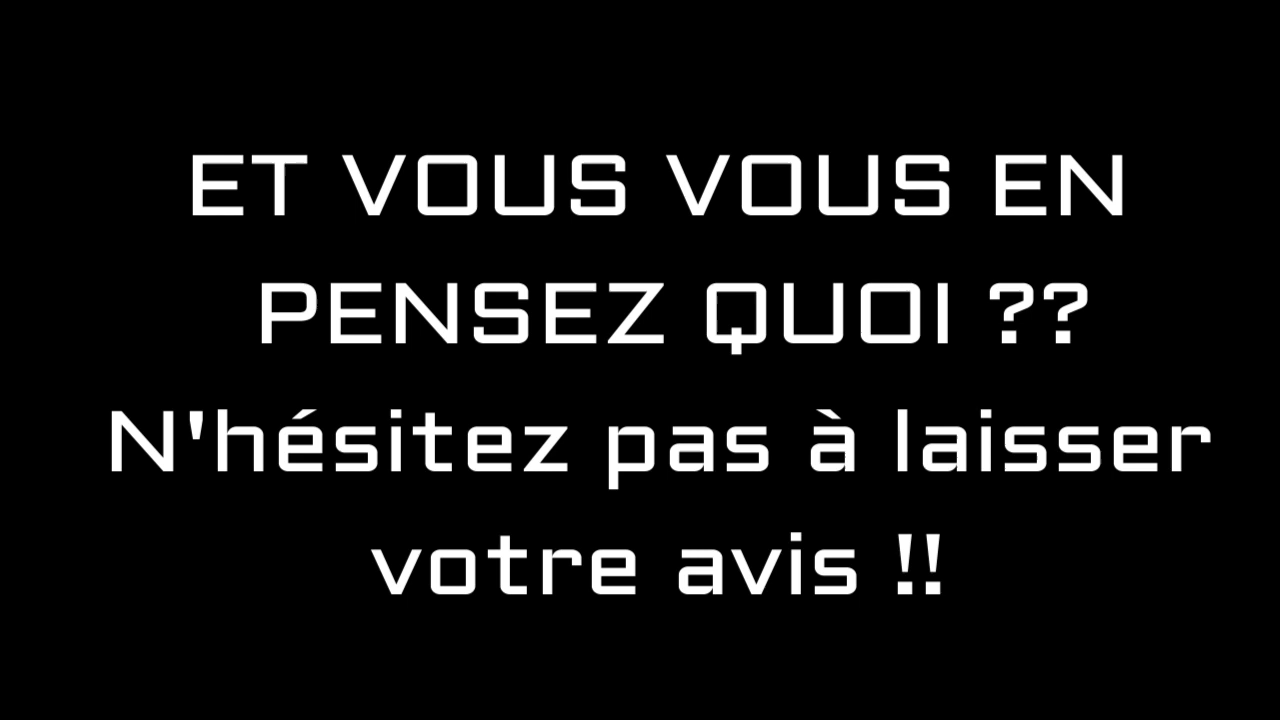 ET VOUS VOUS EN
PENSEZ QUOI ??
N'hésitez pas à laisser
votre avis !!